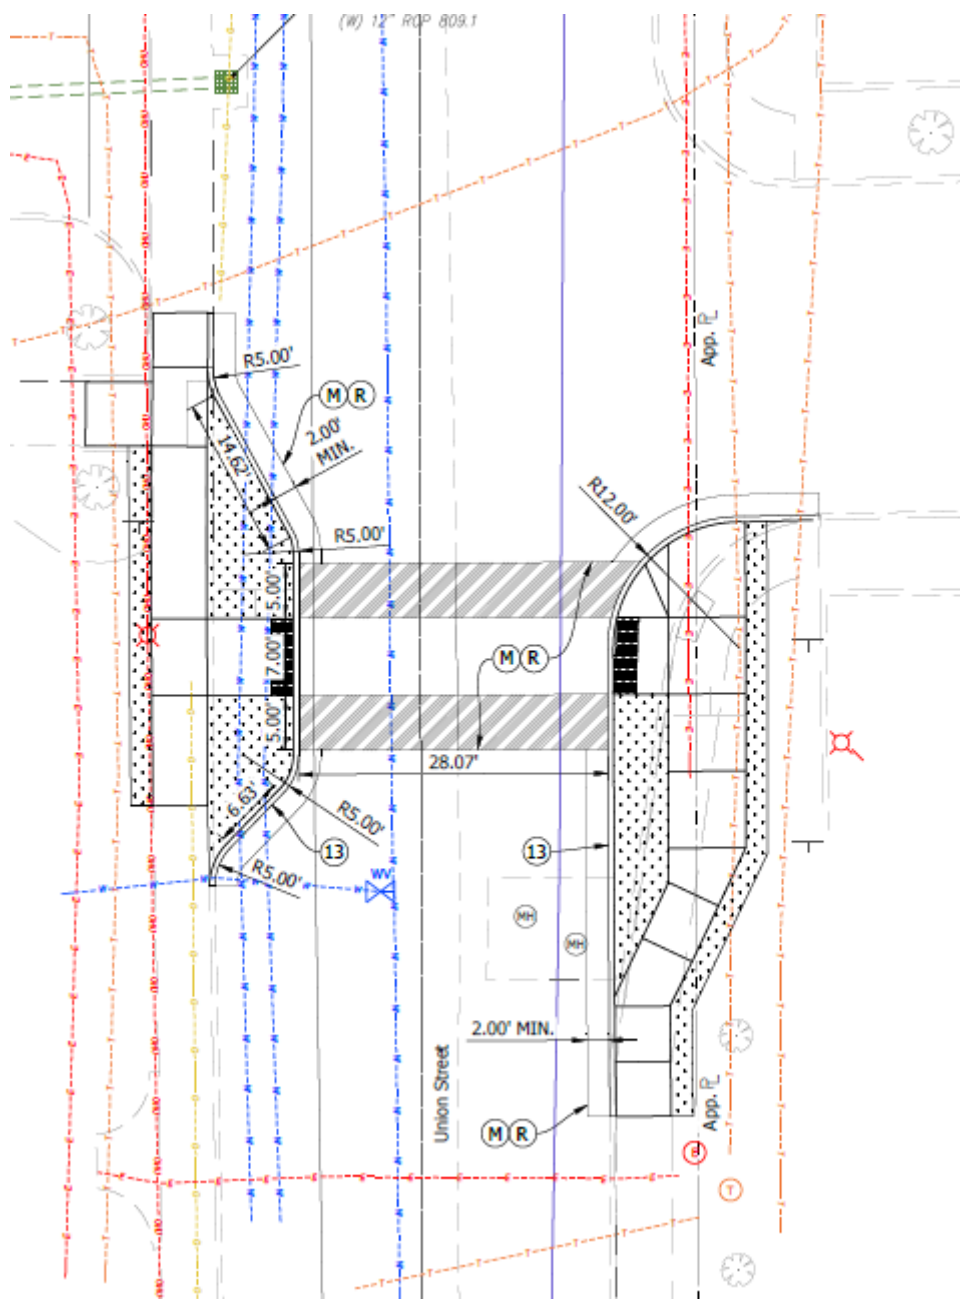 (W) 12" RCP 809.1
App. PL
R5.00'
M R
2.00'
MIN.
14.62'
R12.00'
R5.00'
5.00'
7.00'
M R
5.00'
28.07'
6.63'
R5.00'
13
13
R5.00'
WV
MH
MH
2.00' MIN.
Union Street
App. PL
M R
T